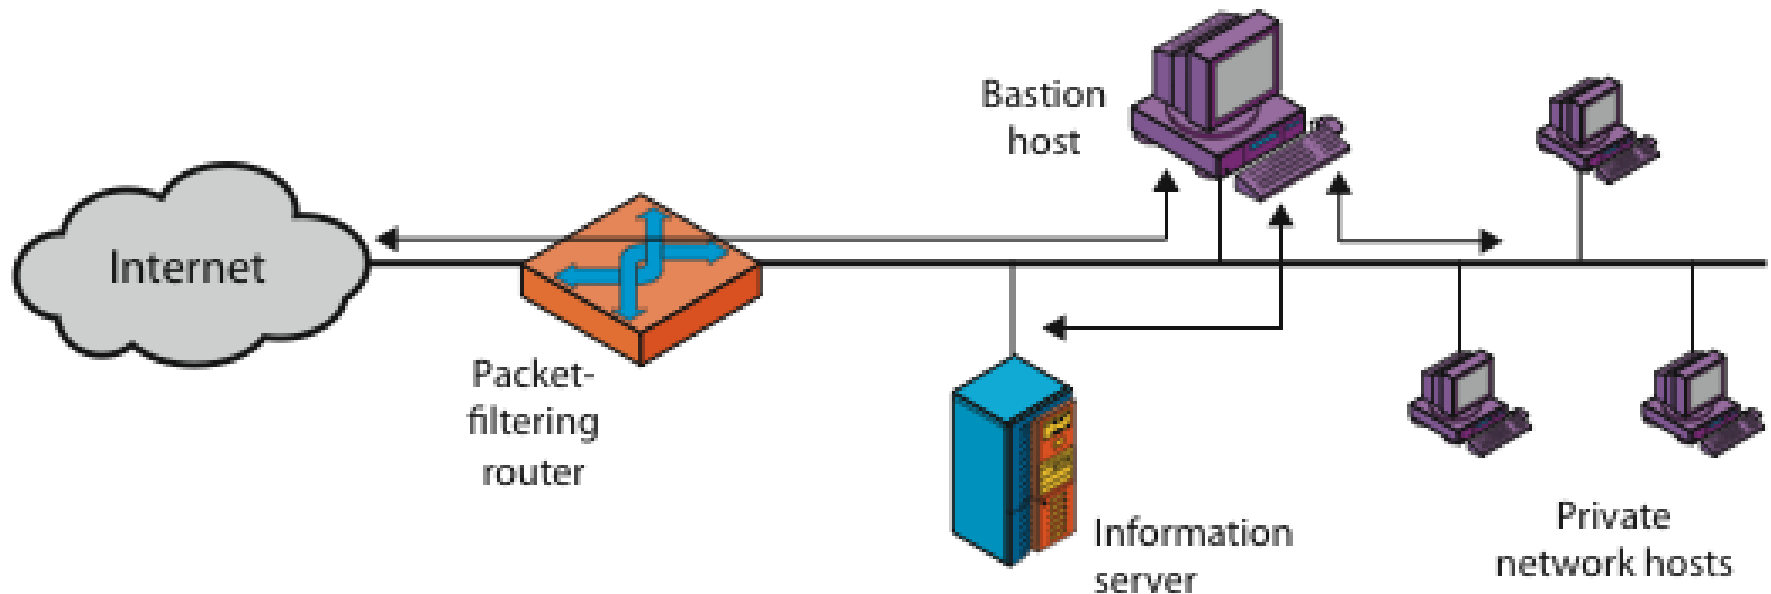 Bastion
host
Internet
Packet-
filtering
router
Information
server
Private
network hosts